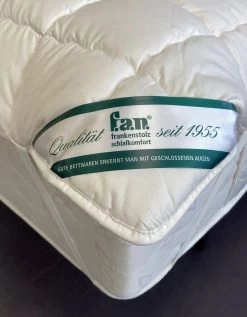 Qualität f.a.n.® seit 1955
frankenstolz
schlafkomfort
GUTE BETTWAREN ERKENNT MAN MIT GESCHLOSSENEN AUGEN